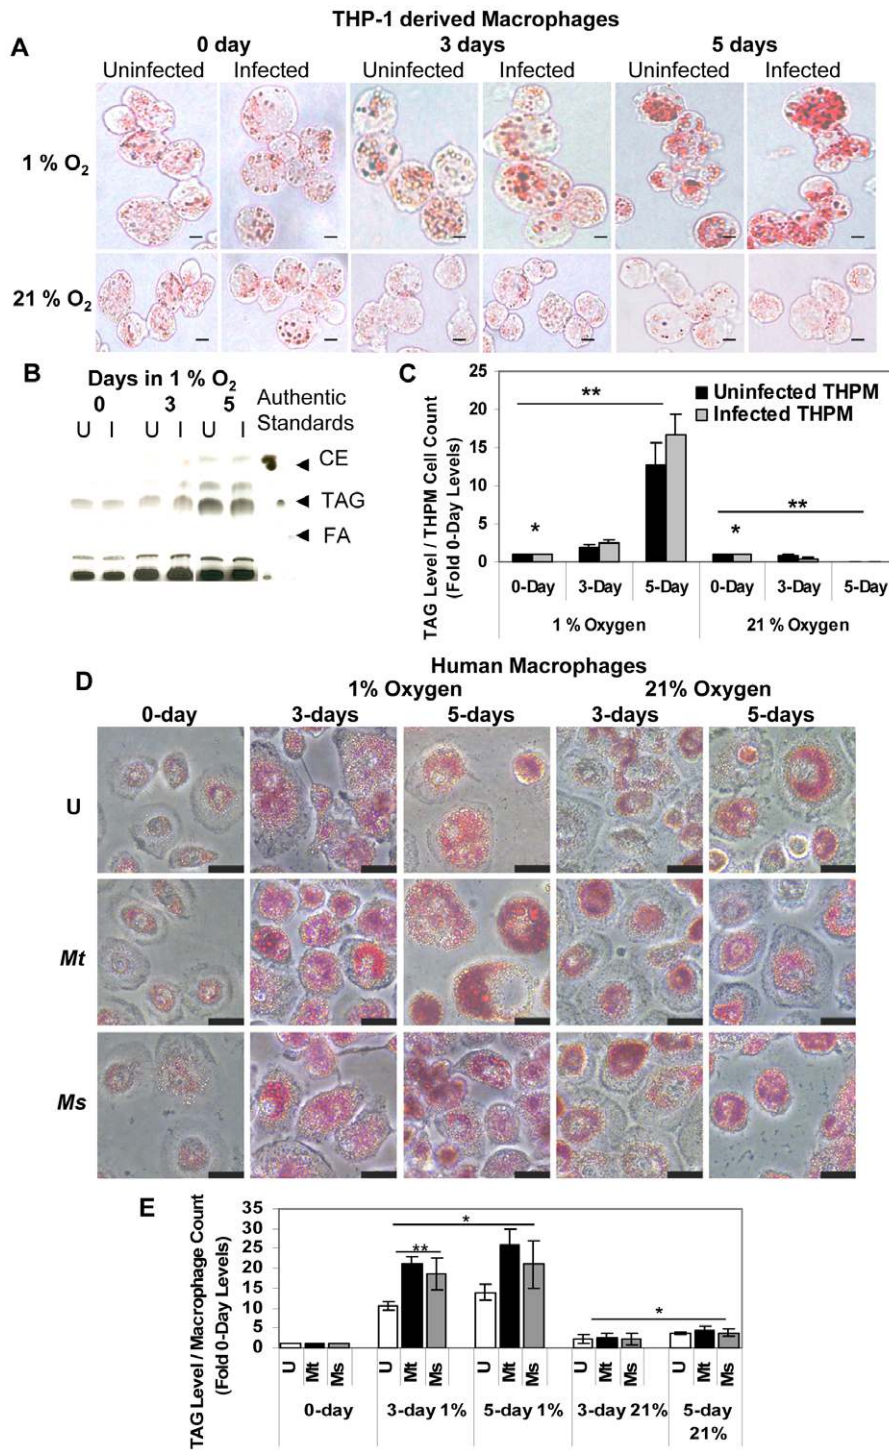 THP-1 derived Macrophages
A
0 day 3 days 5 days
Uninfected Infected Uninfected Infected Uninfected Infected
1 % O₂
21 % O₂
B
Days in 1 % O₂
0 3 5
U I U I U I
Authentic
Standards
CE
TAG
FA
C
TAG Level / THPM Cell Count
(Fold 0-Day Levels)
25
20
15
10
5
0
**
*
**
*
Uninfected THPM
Infected THPM
0-Day 3-Day 5-Day 0-Day 3-Day 5-Day
1 % Oxygen 21 % Oxygen
D
Human Macrophages
1% Oxygen 21% Oxygen
0-day 3-days 5-days 3-days 5-days
U
Mt
Ms
E
TAG Level / Macrophage Count
(Fold 0-Day Levels)
35
30
25
20
15
10
5
0
*
**
*
U Mt Ms U Mt Ms U Mt Ms U Mt Ms U Mt Ms
0-day 3-day 1% 5-day 1% 3-day 21% 5-day
21%